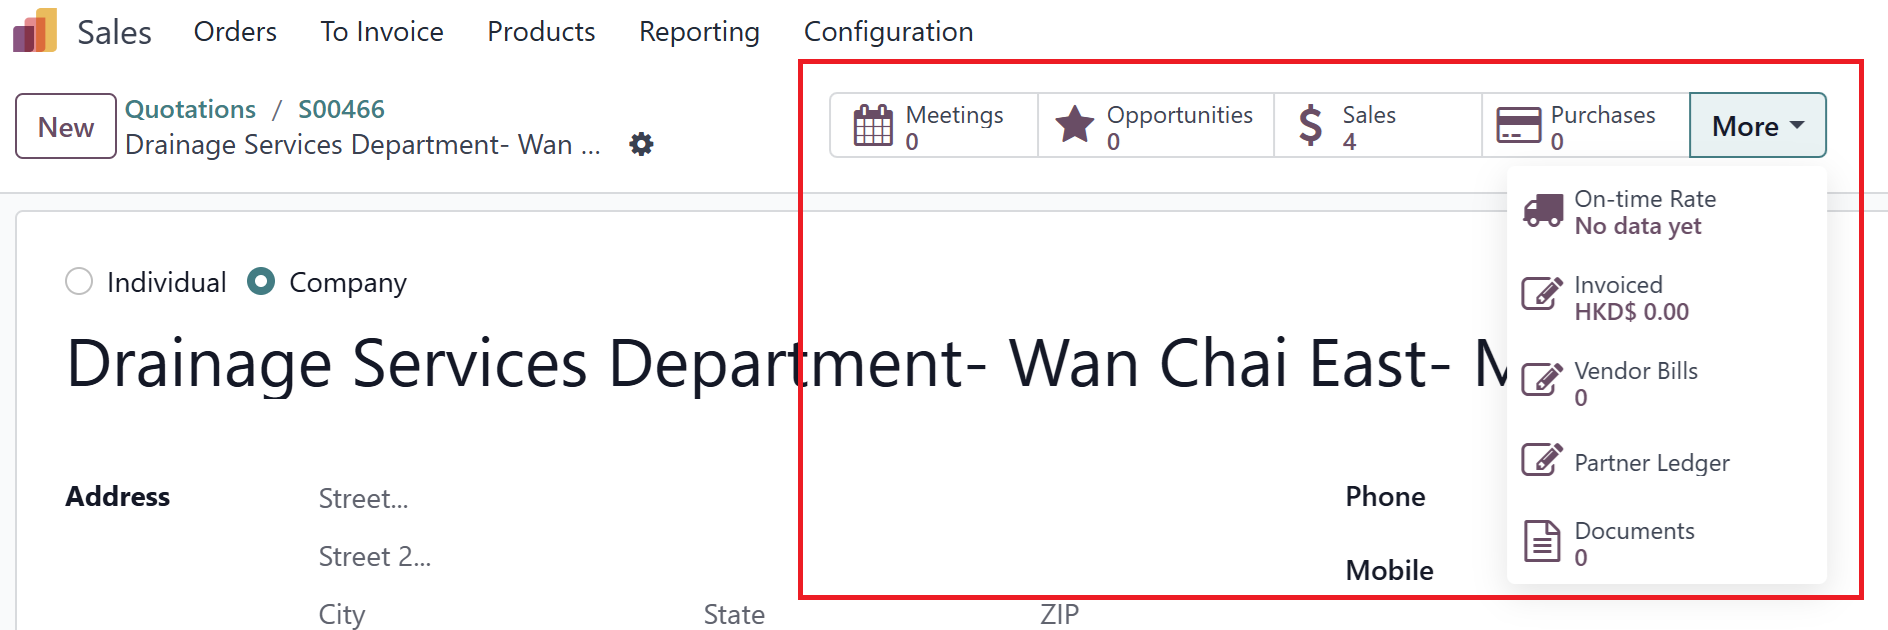 Sales Orders To Invoice Products Reporting Configuration
New
Quotations / S00466
Drainage Services Department- Wan ...
Meetings
0
Opportunities
0
Sales
4
Purchases
0
More
On-time Rate
No data yet
Invoiced
HKD$ 0.00
Vendor Bills
0
Partner Ledger
Documents
0
Individual Company
Drainage Services Department- Wan Chai East-
Address
Street...
Street 2...
City State ZIP
Phone
Mobile